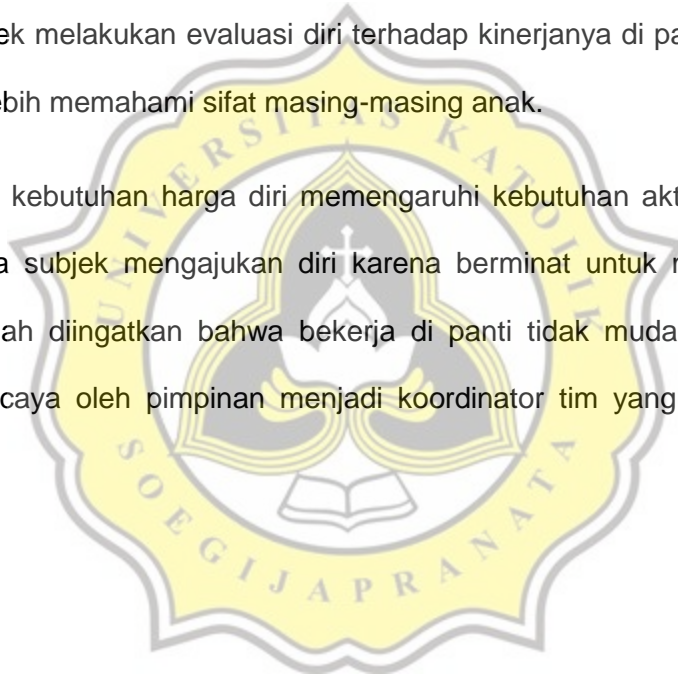 ek melakukan evaluasi diri terhadap kinerjanya di pa
ebih memahami sifat masing-masing anak.
kebutuhan harga diri memengaruhi kebutuhan akt
a subjek mengajukan diri karena berminat untuk
ah diingatkan bahwa bekerja di panti tidak muda
caya oleh pimpinan menjadi koordinator tim yang
UNIVERSITAS KATOLIK
SOEGIJAPRANATA